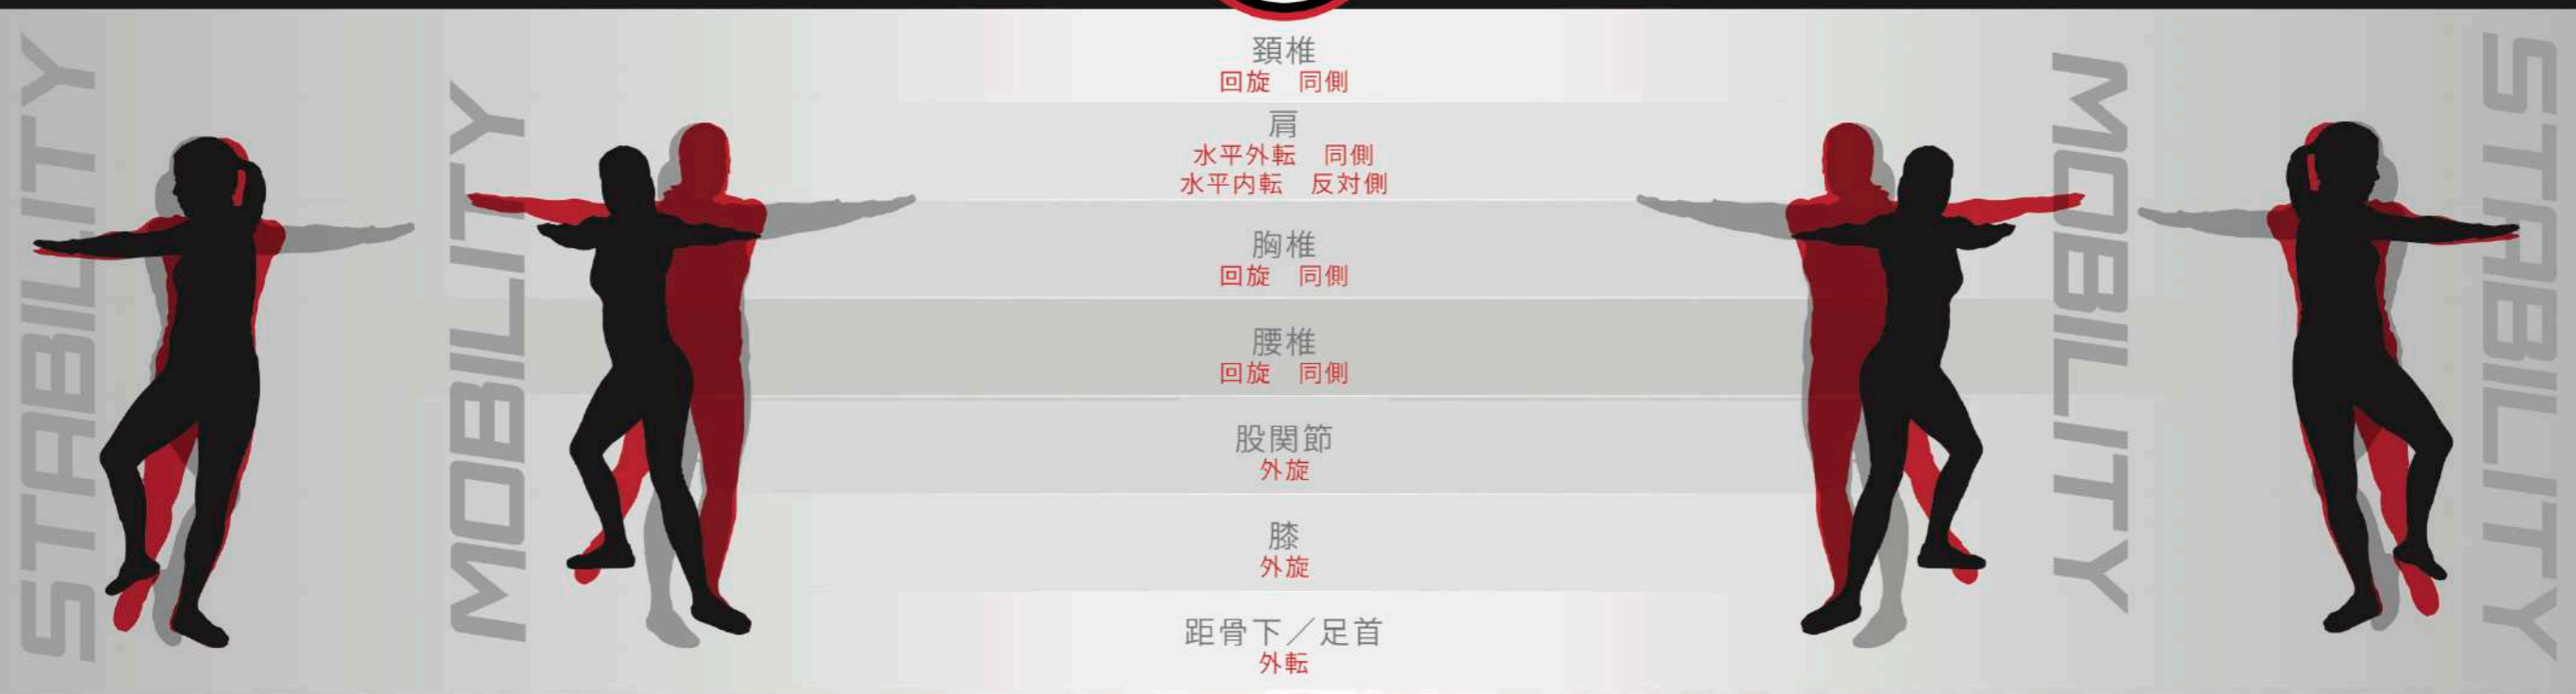 STABILITY
MOBILITY
頚椎
回旋　同側
肩
水平外転　同側
水平内転　反対側
胸椎
回旋　同側
腰椎
回旋　同側
股関節
外旋
膝
外旋
距骨下／足首
外転
MOBILITY
STABILITY